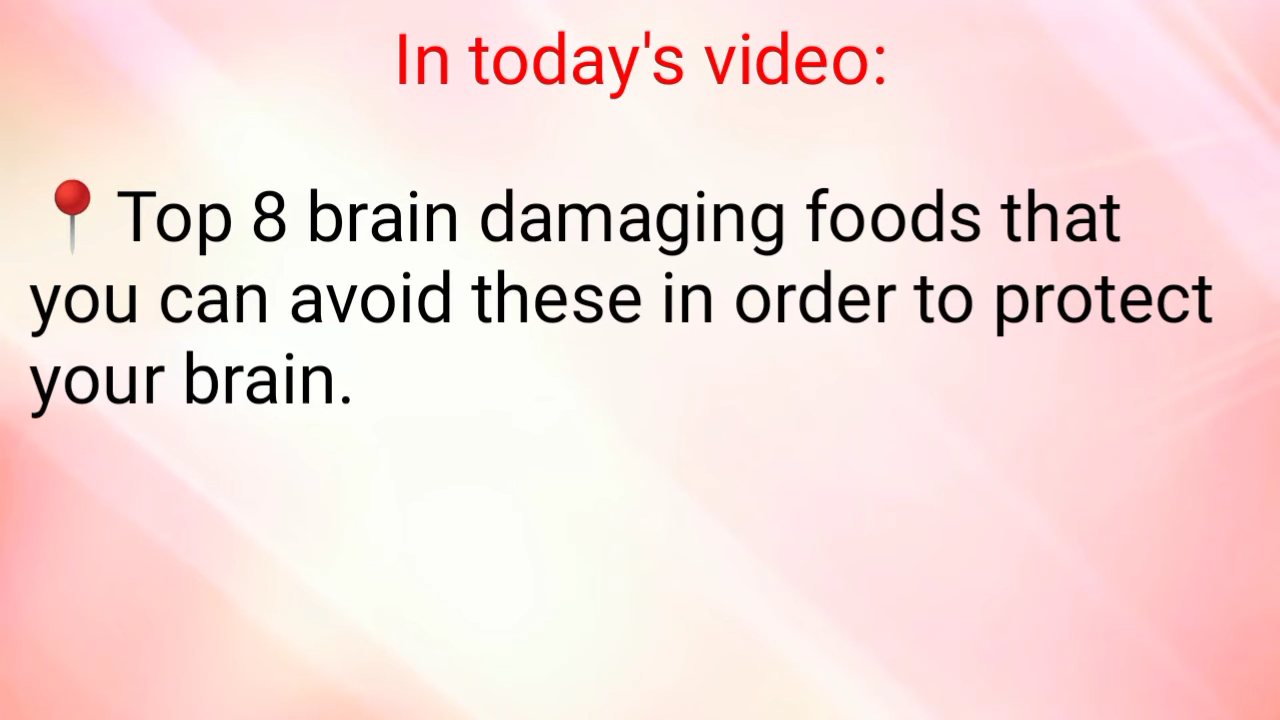 In today's video:
📍Top 8 brain damaging foods that
you can avoid these in order to protect
your brain.